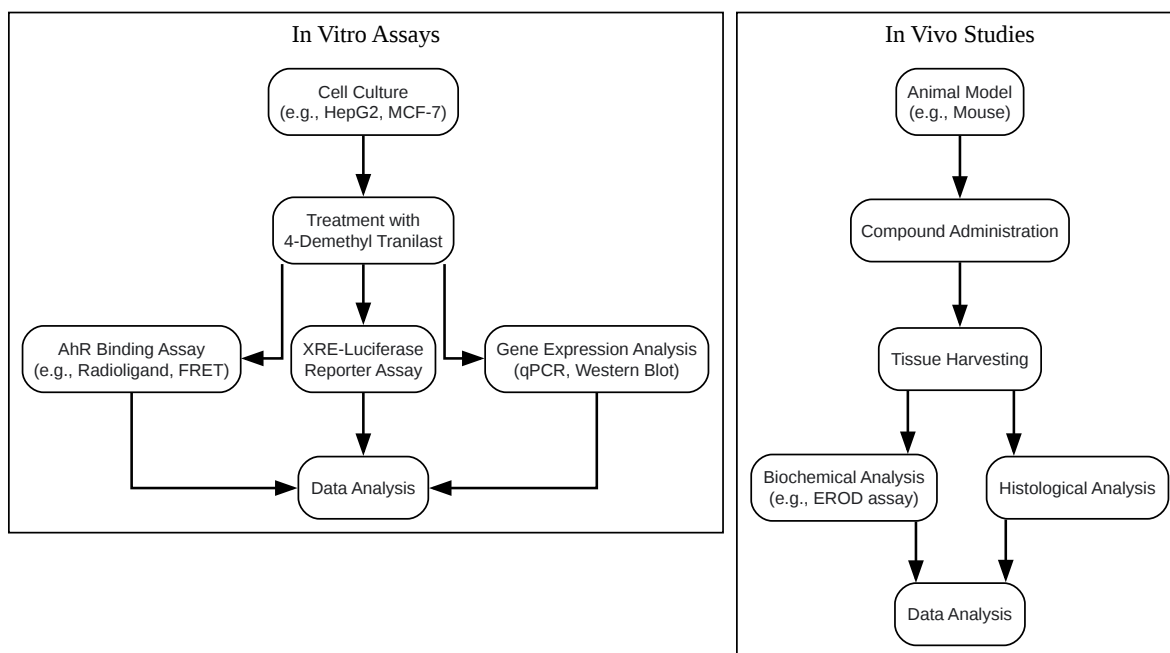 In Vitro Assays
Cell Culture
(e.g., HepG2, MCF-7)
Treatment with
4-Demethyl Tranilast
AhR Binding Assay
(e.g., Radioligand, FRET)
XRE-Luciferase
Reporter Assay
Gene Expression Analysis
(qPCR, Western Blot)
Data Analysis
In Vivo Studies
Animal Model
(e.g., Mouse)
Compound Administration
Tissue Harvesting
Biochemical Analysis
(e.g., EROD assay)
Histological Analysis
Data Analysis